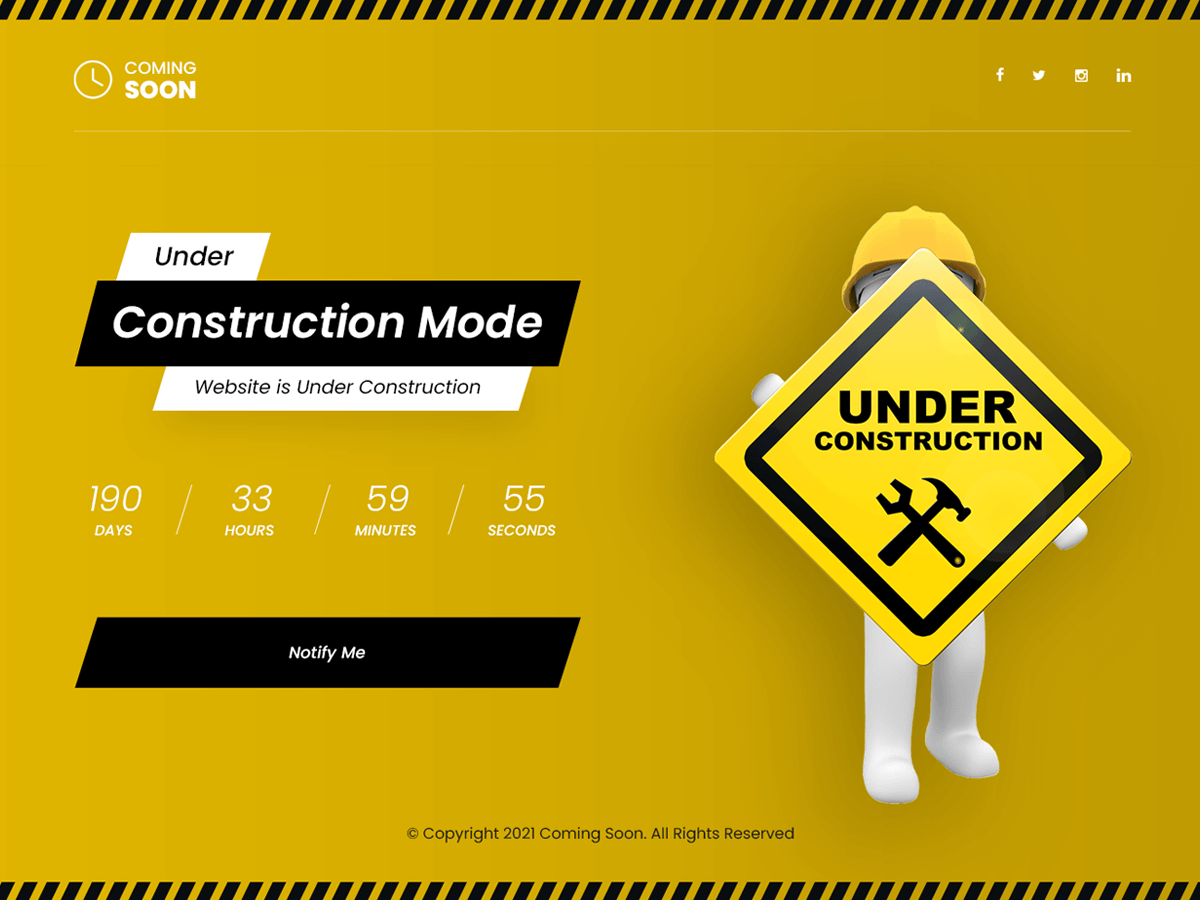 COMING
SOON
Under
Construction Mode
Website is Under Construction
190
DAYS
33
HOURS
59
MINUTES
55
SECONDS
Notify Me
UNDER
CONSTRUCTION
© Copyright 2021 Coming Soon. All Rights Reserved